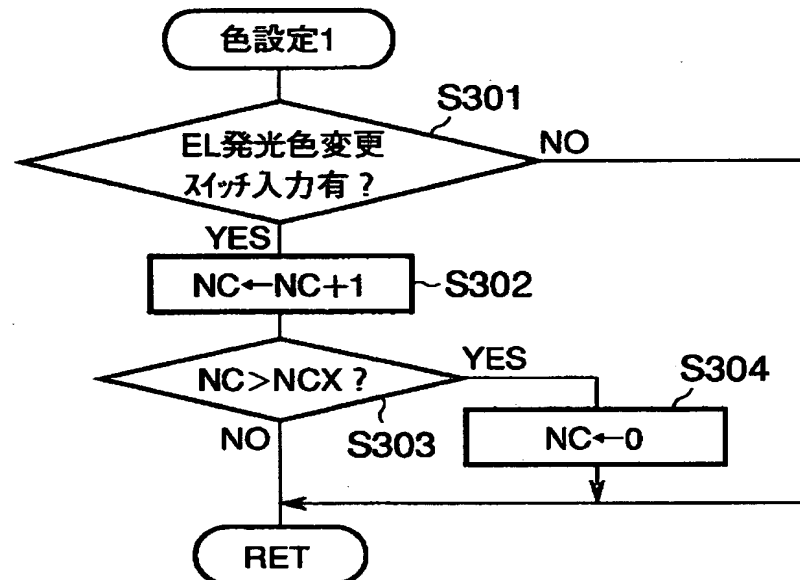 色設定1
S301
EL発光色変更
スイッチ入力有?
NO
YES
NC←NC+1
S302
NC>NCX?
YES
S303
NO
S304
NC←0
RET